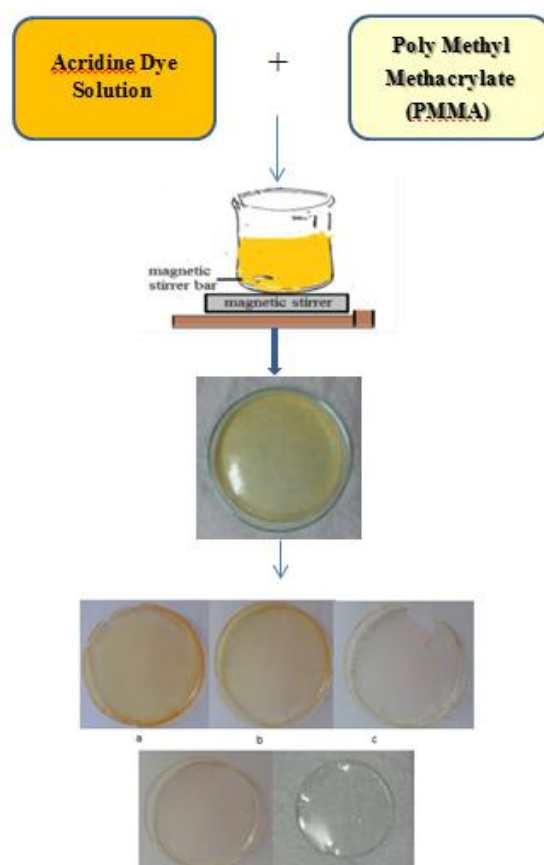 Acridine Dye
Solution
+
Poly Methyl
Methacrylate
(PMMA)
magnetic
stirrer bar
magnetic stirrer
a
b
c